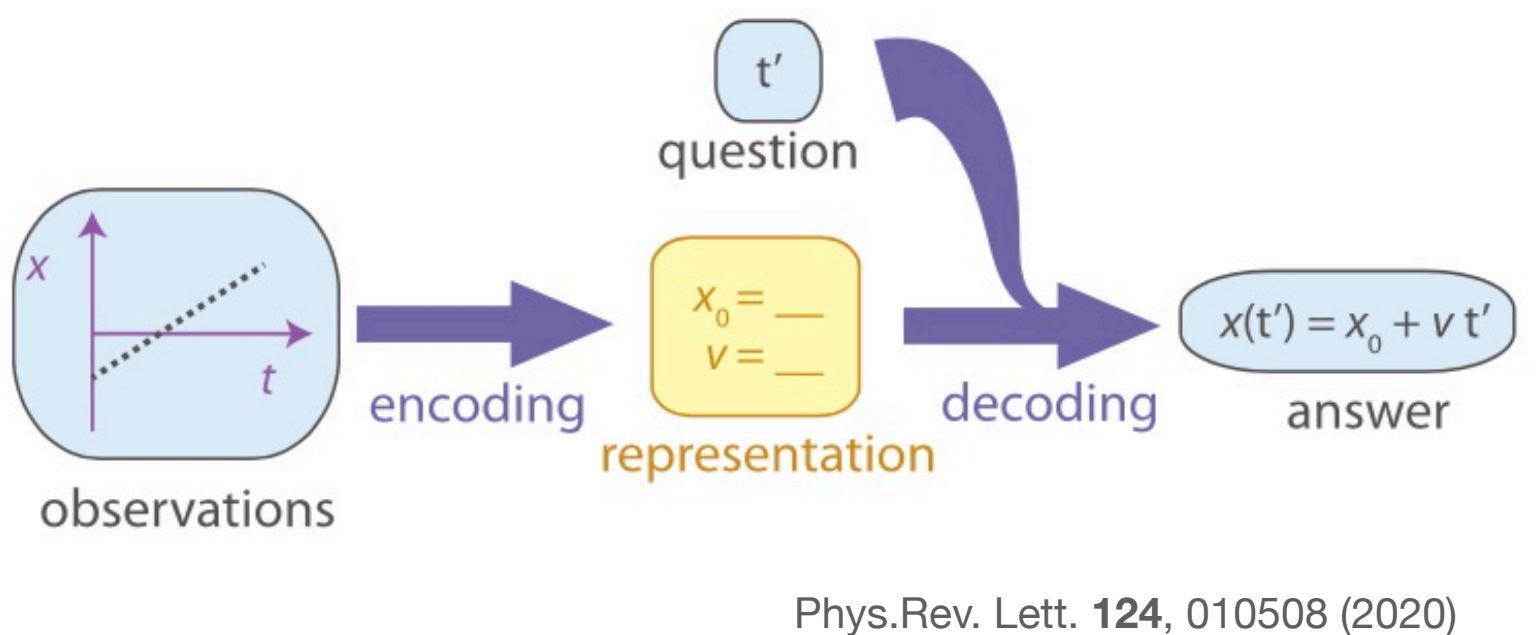 t′
question
x
t
observations
encoding
x₀ = __
v = __
representation
decoding
x(t′) = x₀ + v t′
answer
Phys.Rev. Lett. 124, 010508 (2020)